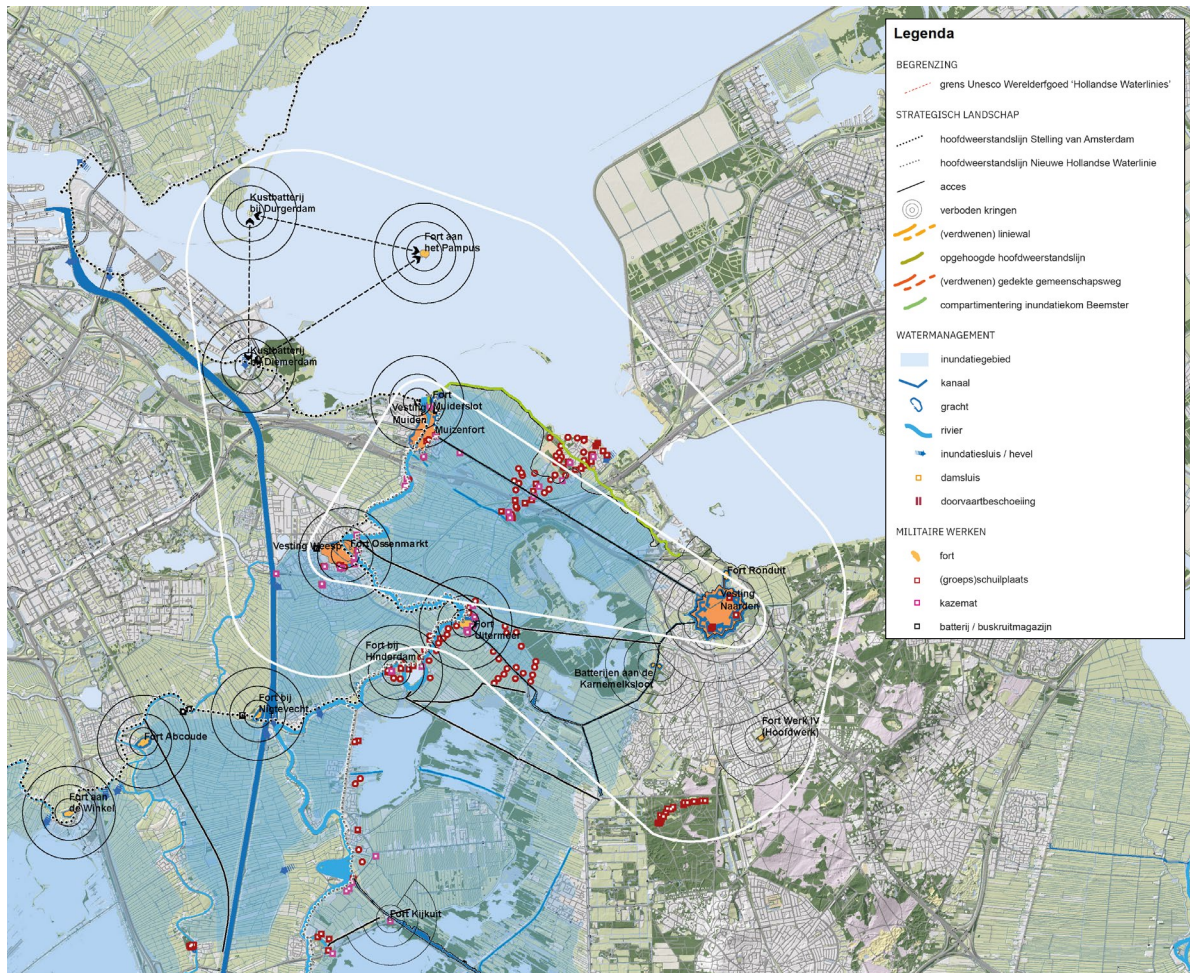 Legenda
BEGRENZING
grens Unesco Werelderfgoed 'Hollandse Waterlinies'
STRATEGISCH LANDSCHAP
hoofdweerstandslijn Stelling van Amsterdam
hoofdweerstandslijn Nieuwe Hollandse Waterlinie
acces
verboden kringen
(verdwenen) liniewal
opgehoogde hoofdweerstandslijn
(verdwenen) gedekte gemeenschapsweg
compartimentering inundatiekom Beemster
WATERMANAGEMENT
inundatiegebied
kanaal
gracht
rivier
inundatiesluis / hevel
damsluis
doorvaartbeschoeiing
MILITAIRE WERKEN
fort
(groeps)schuilplaats
kazemat
batterij / buskruitmagazijn
Kustbatterij
bij Durgerdam
Fort aan
het Pampus
Kustbatterij
bij Diemerdam
Fort
Muiderslot
Vesting
Muiden
Muizenfort
Vesting Weesp
Fort Ossenmarkt
Fort Ronduit
Vesting
Naarden
Fort
Uitermeer
Fort bij
Hinderdam
Batterijen aan de
Karnemelksloot
Fort bij
Nigtevecht
Fort Werk IV
(Hoofdwerk)
Fort Abcoude
Fort aan
de Winkel
Fort Kijkuit